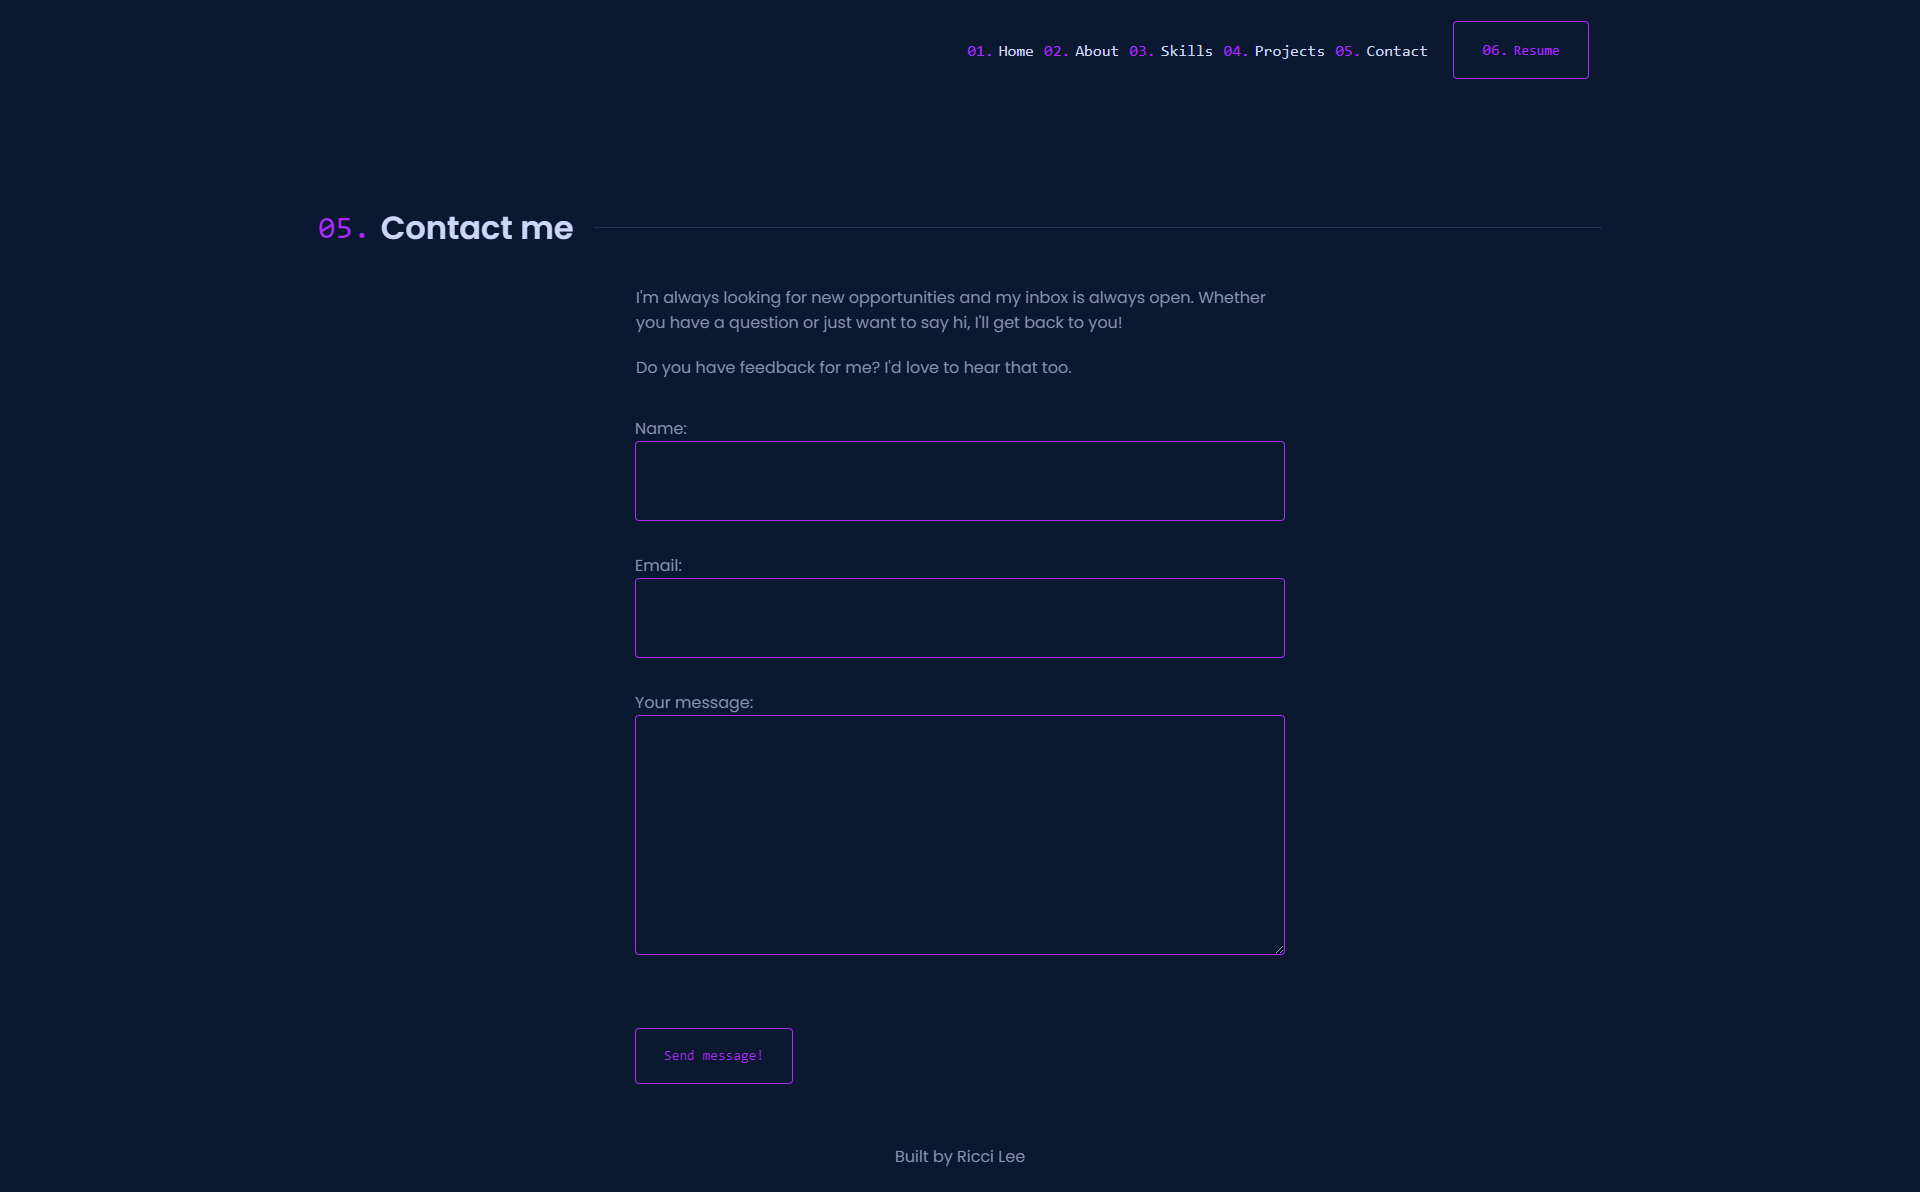 01. Home 02. About 03. Skills 04. Projects 05. Contact 06. Resume
05. Contact me
I'm always looking for new opportunities and my inbox is always open. Whether
you have a question or just want to say hi, I'll get back to you!
Do you have feedback for me? I'd love to hear that too.
Name:
Email:
Your message:
Send message!
Built by Ricci Lee